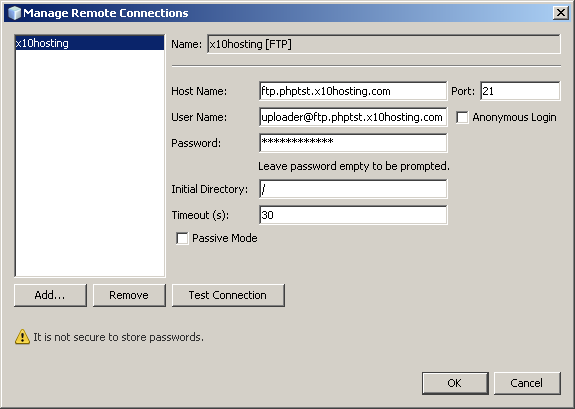 Manage Remote Connections
x10hosting
Name: x10hosting [FTP]
Host Name: ftp.phptst.x10hosting.com Port: 21
User Name: uploader@ftp.phptst.x10hosting.com Anonymous Login
Password: ************
Leave password empty to be prompted.
Initial Directory: /
Timeout (s): 30
Passive Mode
Add... Remove Test Connection
It is not secure to store passwords.
OK Cancel